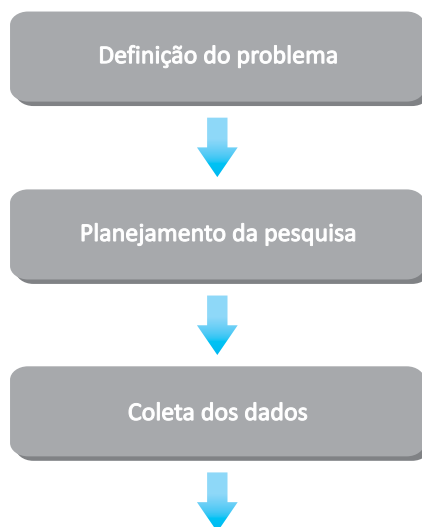 Definição do problema
Planejamento da pesquisa
Coleta dos dados